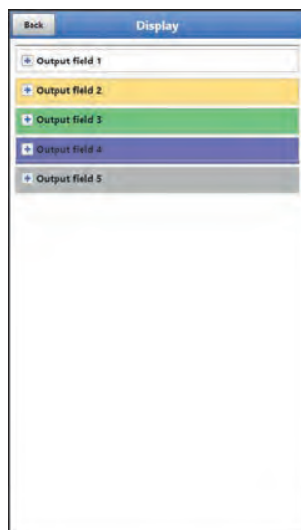 Back
Display
Output field 1
Output field 2
Output field 3
Output field 4
Output field 5